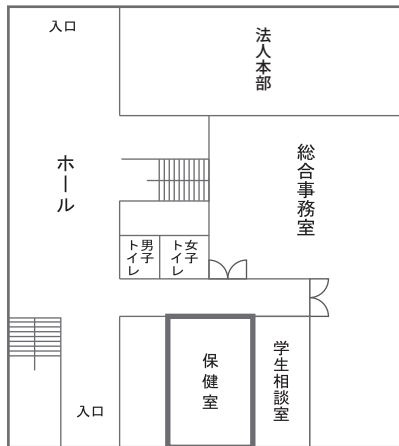 入口
法人本部
ホール
総合事務室
男子
トイレ
女子
トイレ
保健室
学生相談室
入口